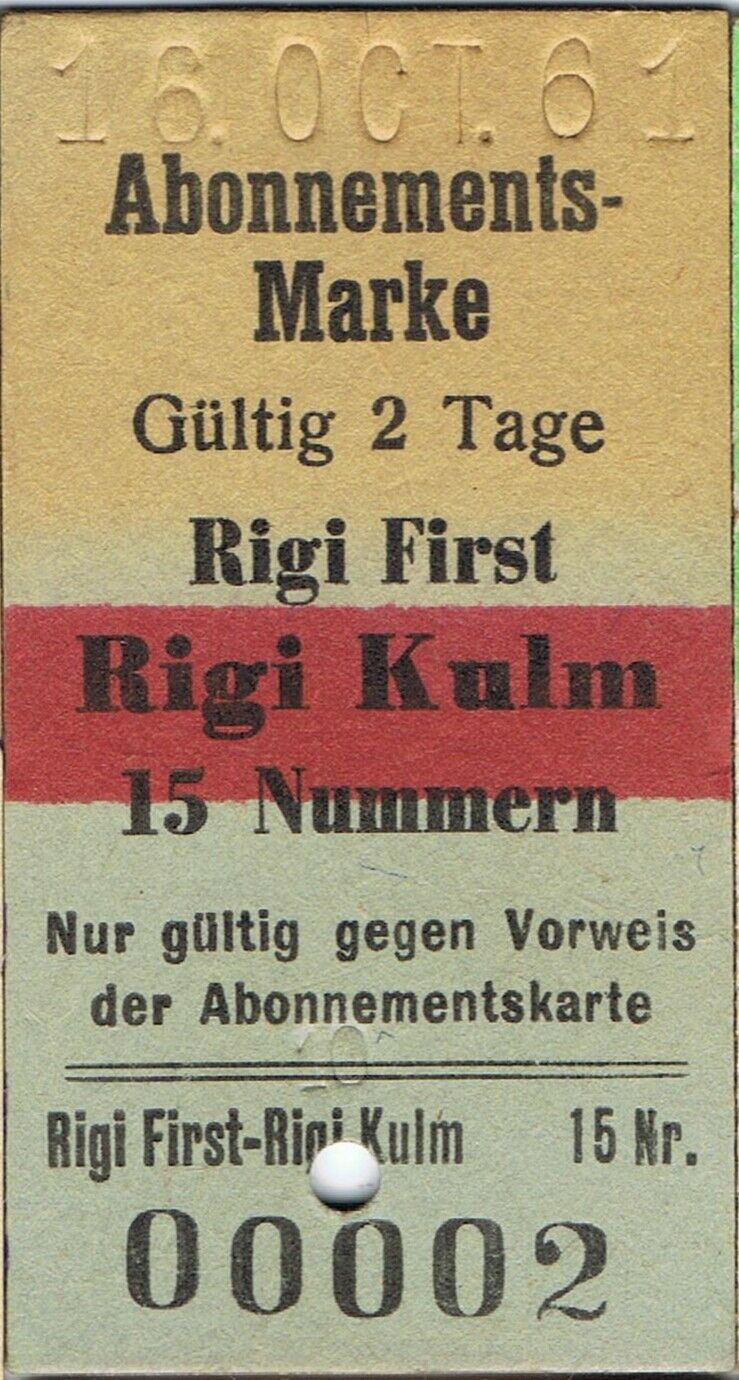 16. OCT. 61
Abonnements-
Marke
Gültig 2 Tage
Rigi First
Rigi Kulm
15 Nummern
Nur gültig gegen Vorweis
der Abonnementskarte
Rigi First-Rigi Kulm 15 Nr.
00002